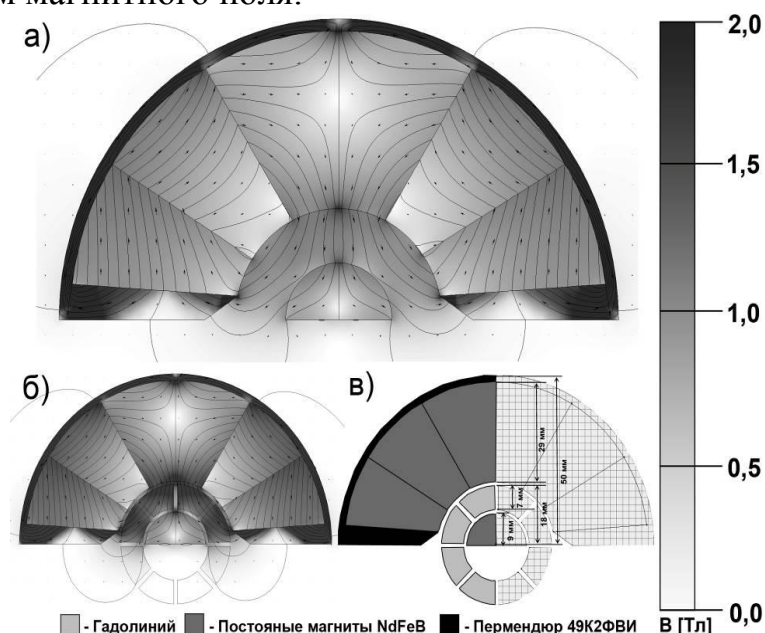 м магнитного поля.
а)
2,0
1,5
1,0
0,5
0,0
В [Тл]
б)
в)
29 мм
50 мм
7 мм
18 мм
9 мм
- Гадолиний - Постояные магниты NdFeB - Пермендюр 49К2ФВИ